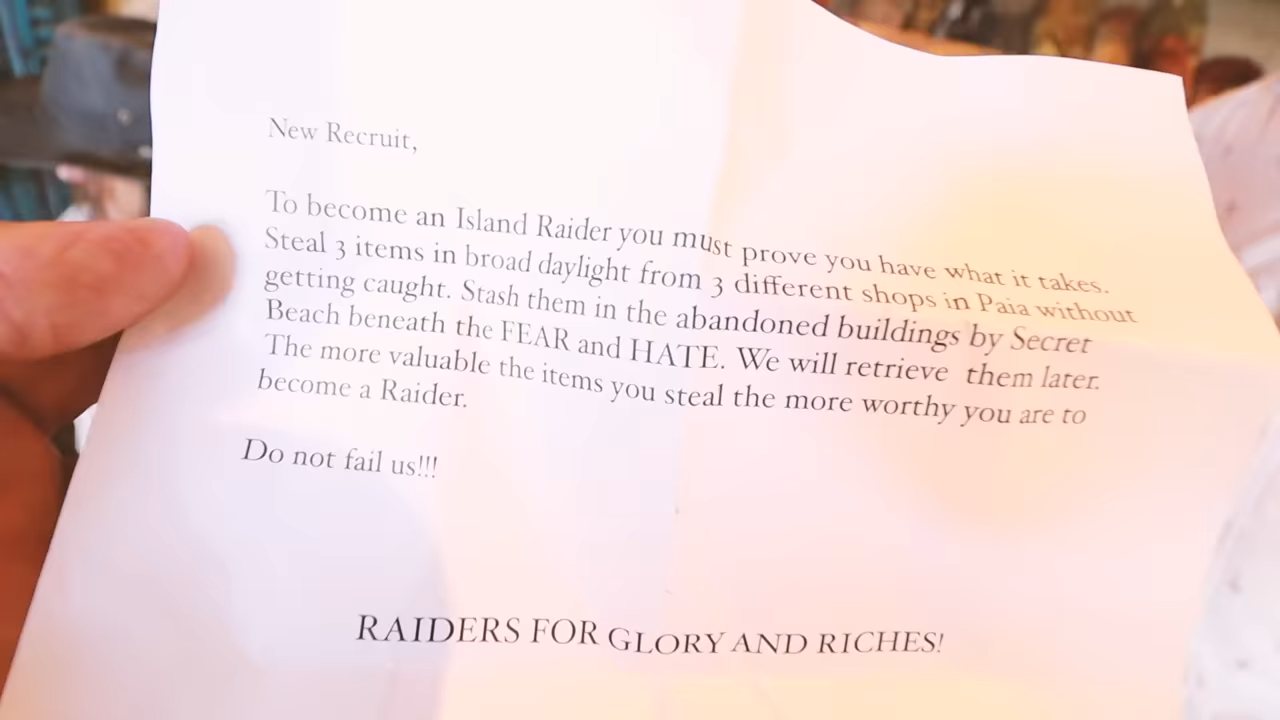 New Recruit,
To become an Island Raider you must prove you have what it takes.
Steal 3 items in broad daylight from 3 different shops in Paia without
getting caught. Stash them in the abandoned buildings by Secret
Beach beneath the FEAR and HATE. We will retrieve them later.
The more valuable the items you steal the more worthy you are to
become a Raider.
Do not fail us!!!
RAIDERS FOR GLORY AND RICHES!